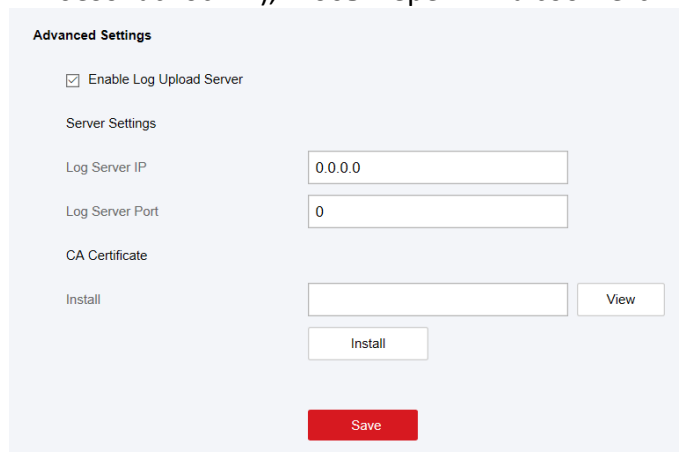 Advanced Settings
Enable Log Upload Server
Server Settings
Log Server IP 0.0.0.0
Log Server Port 0
CA Certificate
Install View
Install
Save